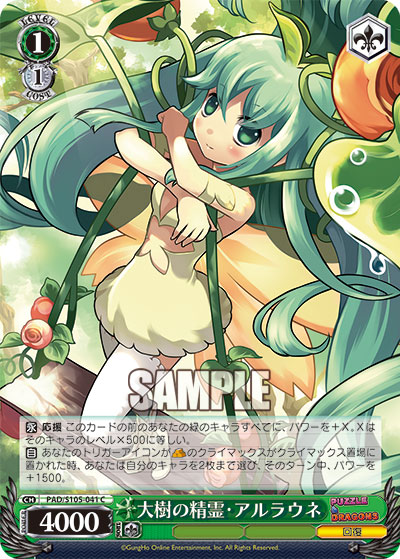 LEVEL
1
1
COST
SAMPLE
永 応援 このカードの前のあなたの緑のキャラすべてに、パワーを+X。Xは
そのキャラのレベル×500に等しい。
自 あなたのトリガーアイコンが のクライマックスがクライマックス置場に
置かれた時、あなたは自分のキャラを2枚まで選び、そのターン中、パワーを
+1500。
CH PAD/S105-041 C
4000
大樹の精霊・アルラウネ
PUZZLE & DRAGONS
回復
©GungHo Online Entertainment, Inc. All Rights Reserved.